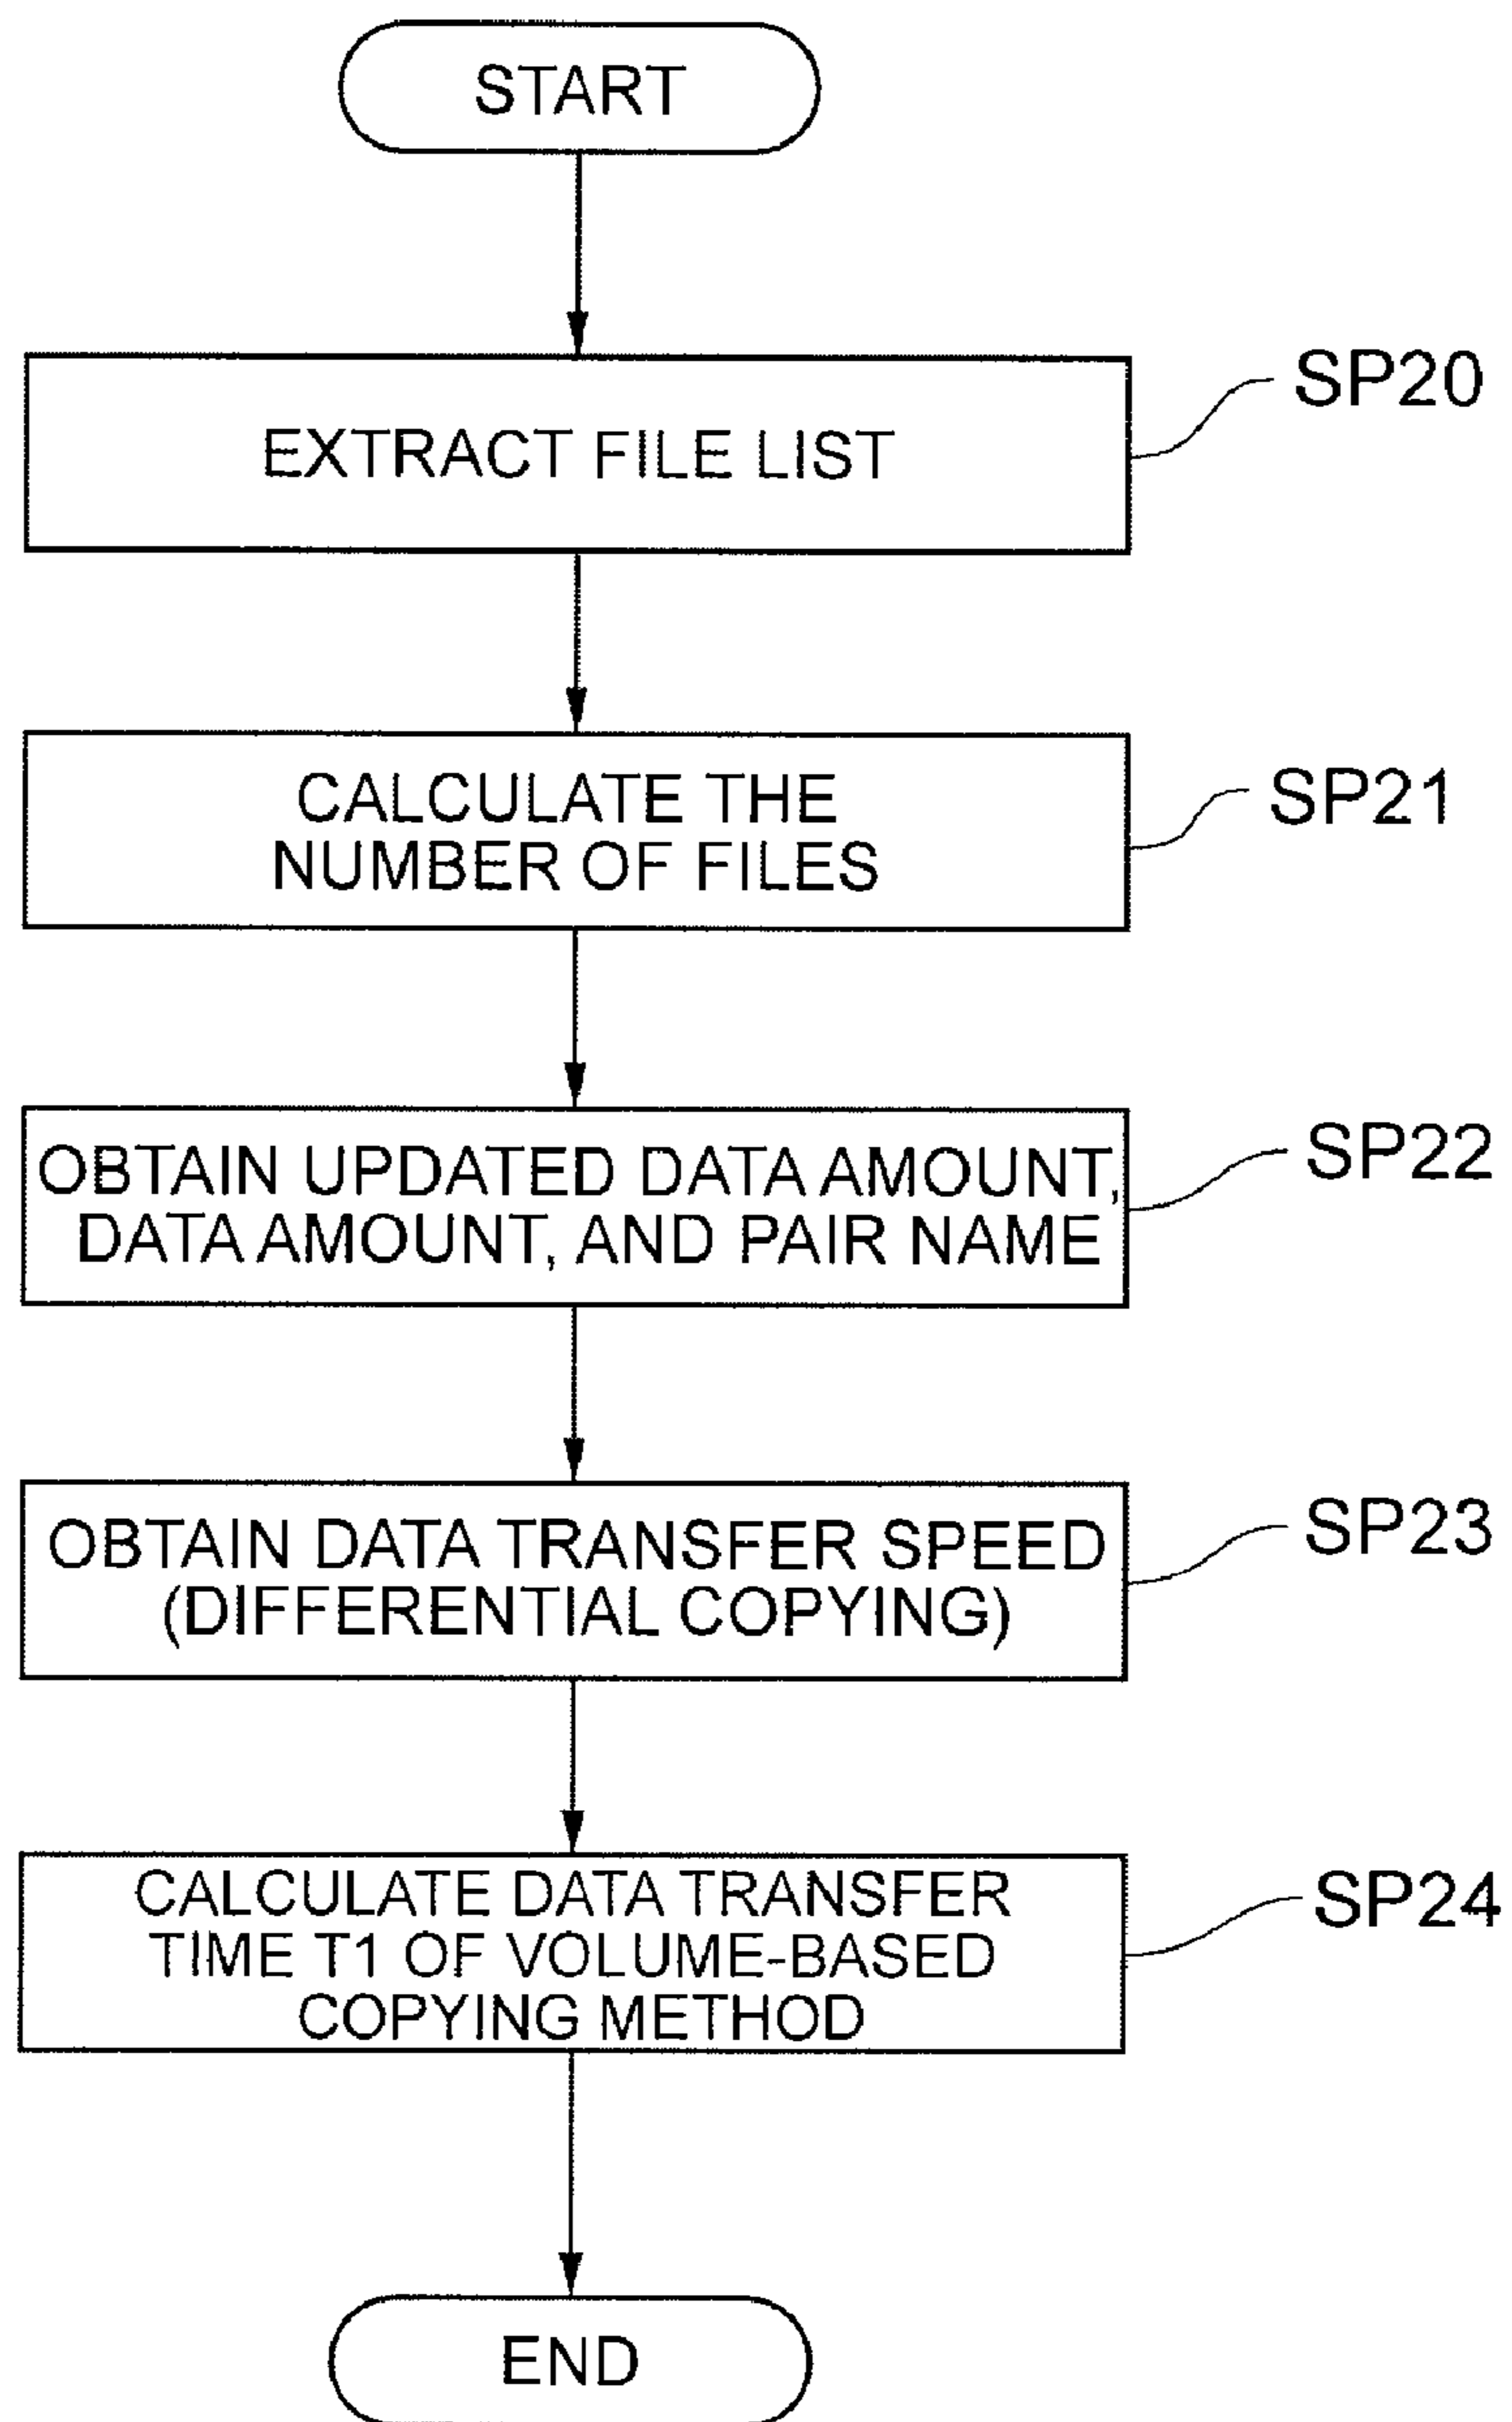 START
EXTRACT FILE LIST
SP20
CALCULATE THE
NUMBER OF FILES
SP21
OBTAIN UPDATED DATA AMOUNT,
DATA AMOUNT, AND PAIR NAME
SP22
OBTAIN DATA TRANSFER SPEED
(DIFFERENTIAL COPYING)
SP23
CALCULATE DATA TRANSFER
TIME T1 OF VOLUME-BASED
COPYING METHOD
SP24
END